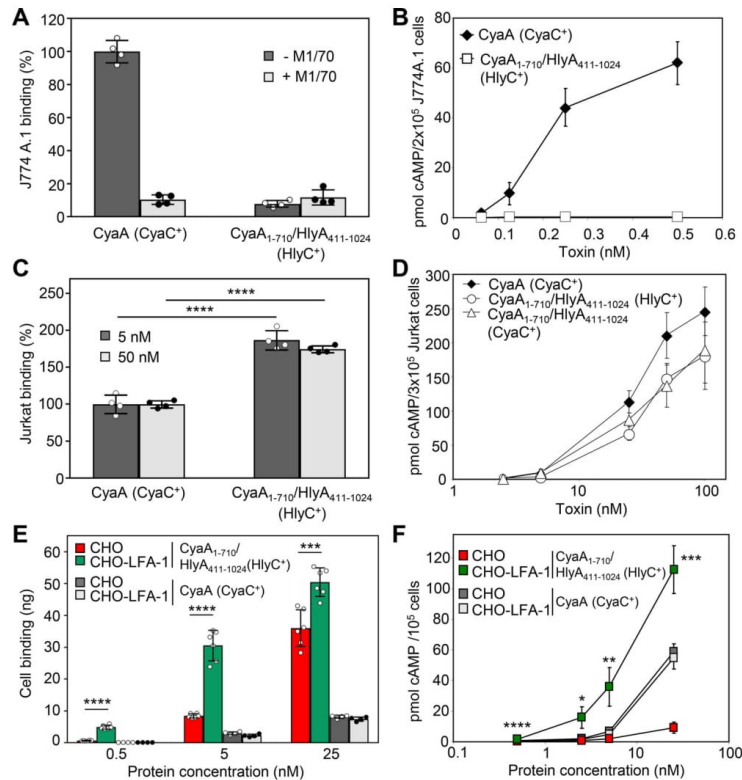 A
J774 A.1 binding (%)
120
100
80
60
40
20
0
- M1/70
+ M1/70
CyaA (CyaC⁺)
CyaA₁₋₇₁₀/HlyA₄₁₁₋₁₀₂₄
(HlyC⁺)
B
pmol cAMP/2x10⁵ J774A.1 cells
80
60
40
20
0
CyaA (CyaC⁺)
CyaA₁₋₇₁₀/HlyA₄₁₁₋₁₀₂₄
(HlyC⁺)
0.0
0.1
0.2
0.3
0.4
0.5
0.6
Toxin (nM)
C
Jurkat binding (%)
250
200
150
100
50
0
****
****
5 nM
50 nM
CyaA (CyaC⁺)
CyaA₁₋₇₁₀/HlyA₄₁₁₋₁₀₂₄
(HlyC⁺)
D
pmol cAMP/3x10⁵ Jurkat cells
300
250
200
150
100
50
0
CyaA (CyaC⁺)
CyaA₁₋₇₁₀/HlyA₄₁₁₋₁₀₂₄ (HlyC⁺)
CyaA₁₋₇₁₀/HlyA₄₁₁₋₁₀₂₄
(CyaC⁺)
1
10
100
Toxin (nM)
E
Cell binding (ng)
60
50
40
30
20
10
0
CHO
CHO-LFA-1
CyaA₁₋₇₁₀/
HlyA₄₁₁₋₁₀₂₄(HlyC⁺)
CHO
CHO-LFA-1
CyaA (CyaC⁺)
****
****
***
0.5
5
25
Protein concentration (nM)
F
pmol cAMP /10⁵ cells
120
100
80
60
40
20
0
CHO
CHO-LFA-1
CyaA₁₋₇₁₀/
HlyA₄₁₁₋₁₀₂₄ (HlyC⁺)
CHO
CHO-LFA-1
CyaA (CyaC⁺)
****
*
**
***
0.1
1
10
100
Protein concentration (nM)